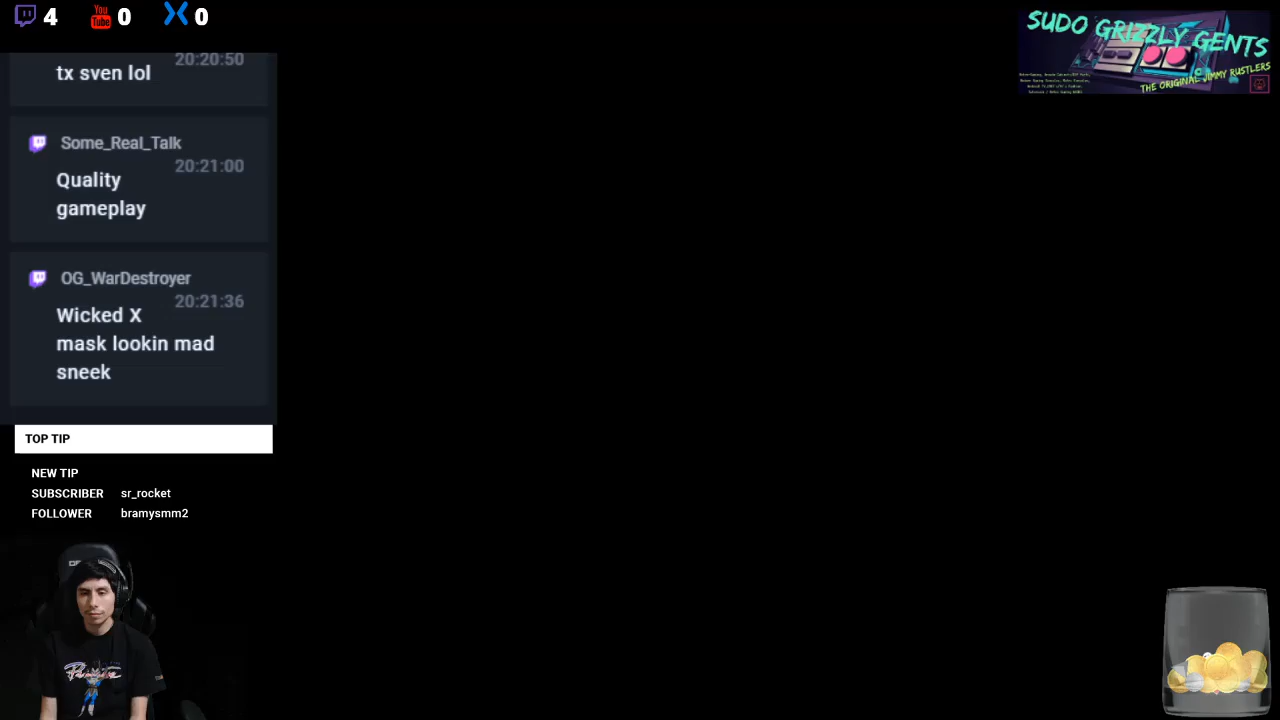 4
You
Tube
0
0
SUDO GRIZZLY GENTS
THE ORIGINAL JIMMY RUSTLERS
20:20:50
tx sven lol
Some_Real_Talk
20:21:00
Quality
gameplay
OG_WarDestroyer
20:21:36
Wicked X
mask lookin mad
sneek
TOP TIP
NEW TIP
SUBSCRIBER sr_rocket
FOLLOWER bramysmm2